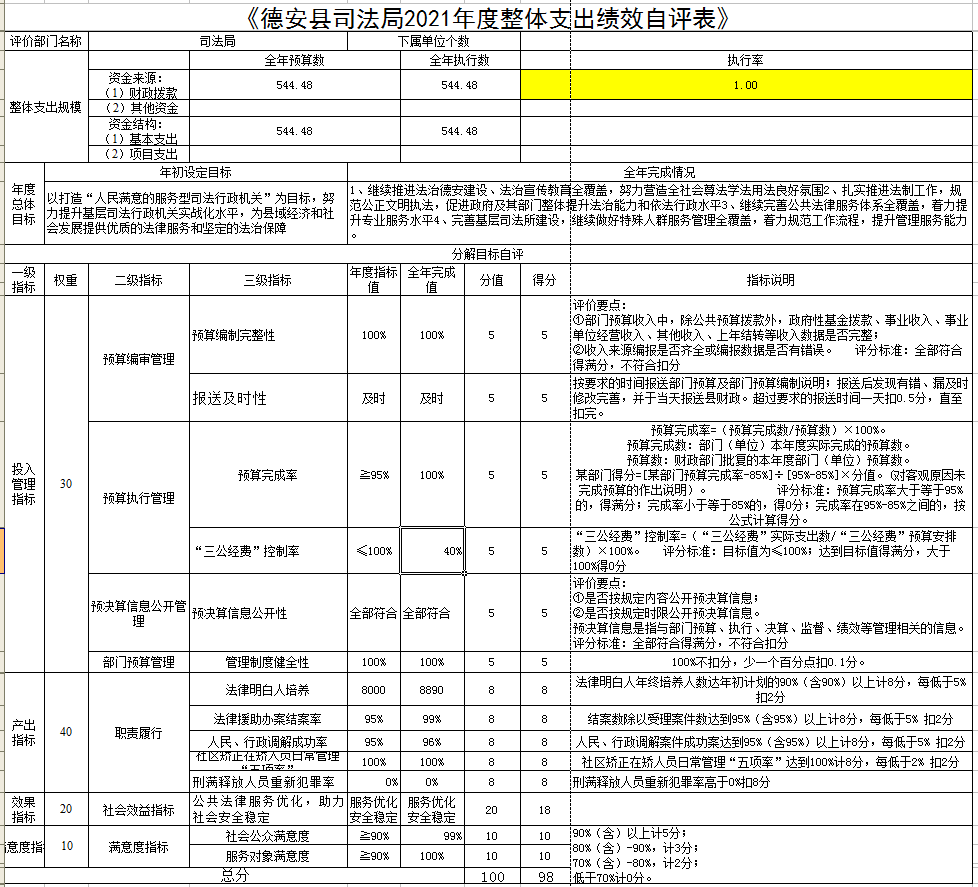 《德安县司法局2021年度整体支出绩效自评表》
评价部门名称 司法局 下属单位个数
整体支出规模 全年预算数 全年执行数 执行率
资金来源：
（1）财政拨款 544.48 544.48 1.00
（2）其他资金
资金结构：
（1）基本支出 544.48 544.48
（2）项目支出
年度
总体
目标
年初设定目标 全年完成情况
以打造“人民满意的服务型司法行政机关”为目标，努
力提升基层司法行政机关实战化水平，为县域经济和社
会发展提供优质的法律服务和坚定的法治保障
1、继续推进法治德安建设、法治宣传教育全覆盖，努力营造全社会尊法学法用法良好氛围2、扎实推进法制工作，规
范公正文明执法，促进政府及其部门整体提升法治能力和依法行政水平3、继续完善公共法律服务体系全覆盖，着力提
升专业服务水平4、完善基层司法所建设，继续做好特殊人群服务管理全覆盖，着力规范工作流程，提升管理服务能力
。
分解目标自评
一级
指标
权重 二级指标 三级指标
年度指标
值
全年完成
值
分值 得分 指标说明
投入
管理
指标
30
预算编审管理
预算编制完整性 100% 100% 5 5
评价要点：
①部门预算收入中，除公共预算拨款外，政府性基金拨款、事业收入、事业
单位经营收入、其他收入、上年结转等收入数据是否完整；
②收入来源编报是否齐全或编报数据是否有错误。 评分标准：全部符合
得满分，不符合扣分
报送及时性 及时 及时 5 5
按要求的时间报送部门预算及部门预算编制说明；报送后发现有错、漏及时
修改完善，并于当天报送县财政。超过要求的报送时间一天扣0.5分，直至
扣完。
预算执行管理
预算完成率 ≧95% 100% 5 5
预算完成率=（预算完成数/预算数）×100%。
预算完成数：部门（单位）本年度实际完成的预算数。
预算数：财政部门批复的本年度部门（单位）预算数。
某部门得分=[某部门预算完成率-85%]÷[95%-85%]×分值。（对客观原因未
完成预算的作出说明）。 评分标准：预算完成率大于等于95%
的，得满分；完成率小于等于85%的，得0分；完成率在95%-85%之间的，按
公式计算得分。
“三公经费”控制率 ≤100% 40% 5 5
“三公经费”控制率=（“三公经费”实际支出数/“三公经费”预算安排
数）×100%。 评分标准：目标值为≤100%；达到目标值得满分，大于
100%得0分
预决算信息公开管
理
预决算信息公开性 全部符合 全部符合 5 5
评价要点：
①是否按规定内容公开预决算信息；
②是否按规定时限公开预决算信息。
预决算信息是指与部门预算、执行、决算、监督、绩效等管理相关的信息。
评分标准：全部符合得满分，不符合扣分
部门预算管理 管理制度健全性 100% 100% 5 5 100%不扣分，少一个百分点扣0.1分。
产出
指标
40 职责履行
法律明白人培养 8000 8890 8 8
法律明白人年终培养人数达年初计划的90%（含90%）以上计8分，每低于5%
扣2分
法律援助办案结案率 95% 99% 8 8 结案数除以受理案件数达到95%（含95%）以上计8分，每低于5% 扣2分
人民、行政调解成功率 95% 96% 8 8 人民、行政调解案件成功案达到95%（含95%）以上计8分，每低于5% 扣2分
社区矫正在矫人员日常管理
“五项率” 100% 100% 8 8 社区矫正在矫人员日常管理“五项率”达到100%计8分，每低于2% 扣2分
刑满释放人员重新犯罪率 0% 0% 8 8 刑满释放人员重新犯罪率高于0%扣8分
效果
指标
20 社会效益指标
公共法律服务优化，助力
社会安全稳定
服务优化
安全稳定
服务优化
安全稳定
20 18
意度指 10 满意度指标
社会公众满意度 ≧90% 99% 10 10
服务对象满意度 ≧90% 100% 10 10
90%（含）以上计5分；
80%（含）-90%，计3分；
70%（含）-80%，计2分；
低于70%计0分。
总分 100 98